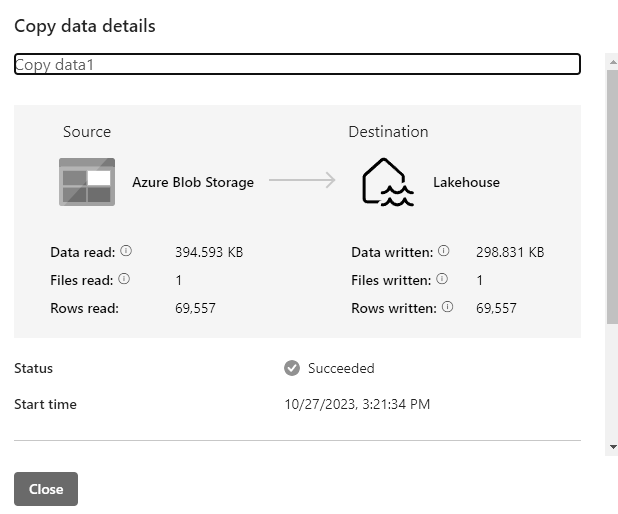 Copy data details
Copy data1
Source
Destination
Azure Blob Storage
Lakehouse
Data read: 394.593 KB
Data written: 298.831 KB
Files read: 1
Files written: 1
Rows read: 69,557
Rows written: 69,557
Status Succeeded
Start time 10/27/2023, 3:21:34 PM
Close